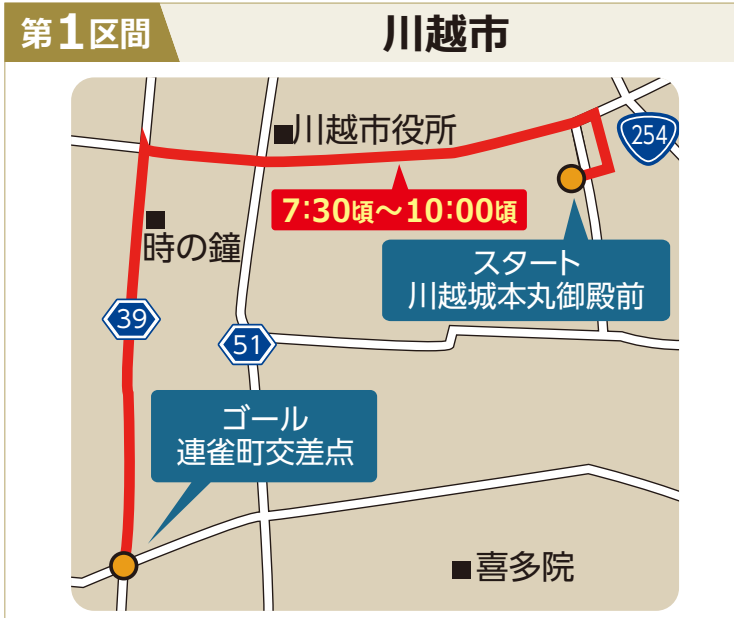 第1区間
川越市
川越市役所
254
7:30頃～10:00頃
時の鐘
スタート
川越城本丸御殿前
39
51
ゴール
連雀町交差点
喜多院